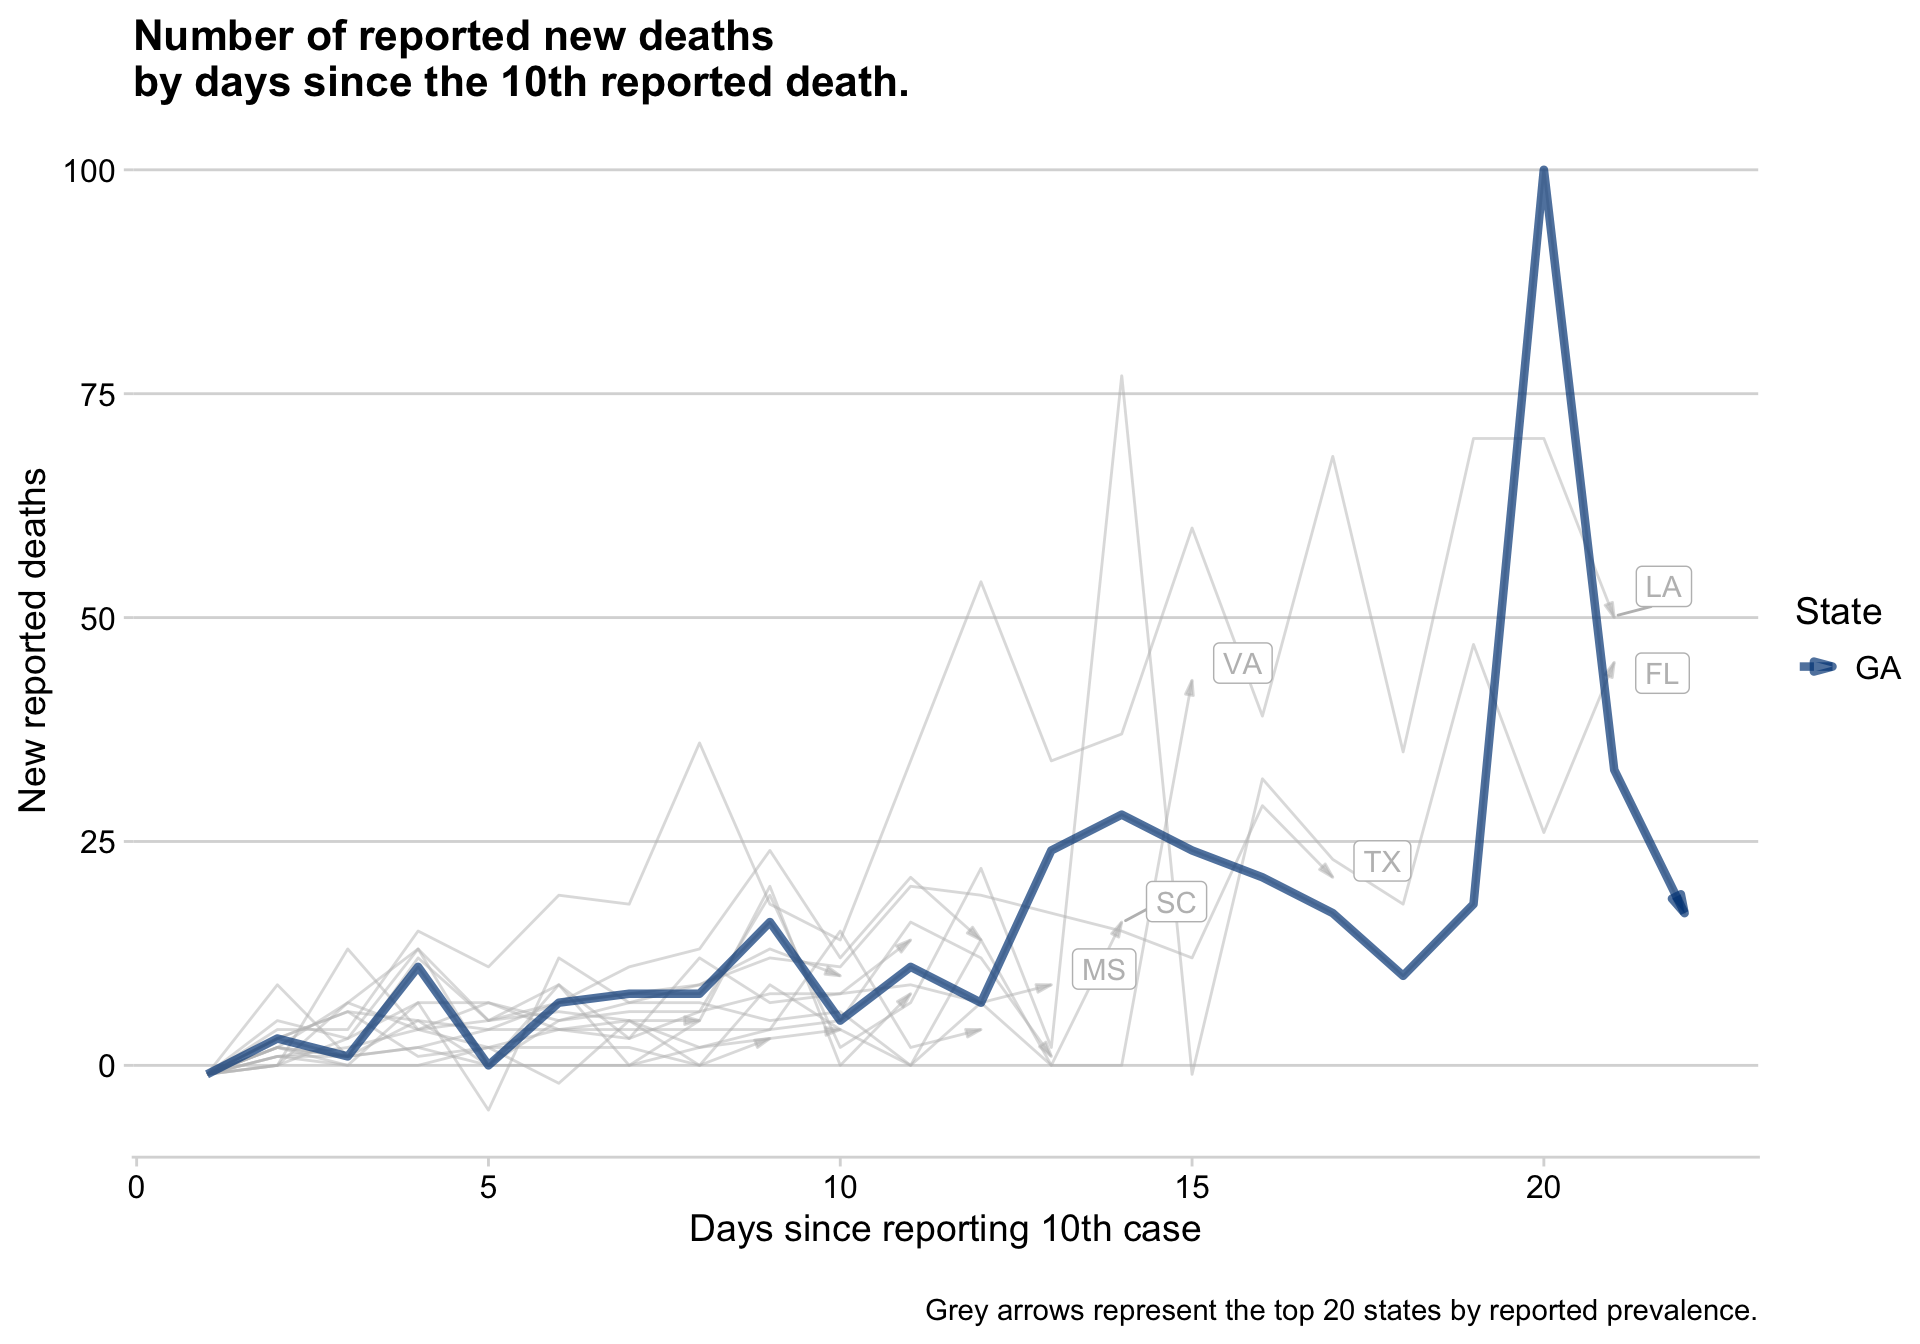 Number of reported new deaths
by days since the 10th reported death.
100
75
50
25
0
New reported deaths
LA
FL
VA
TX
SC
MS
State
GA
0 5 10 15 20
Days since reporting 10th case
Grey arrows represent the top 20 states by reported prevalence.